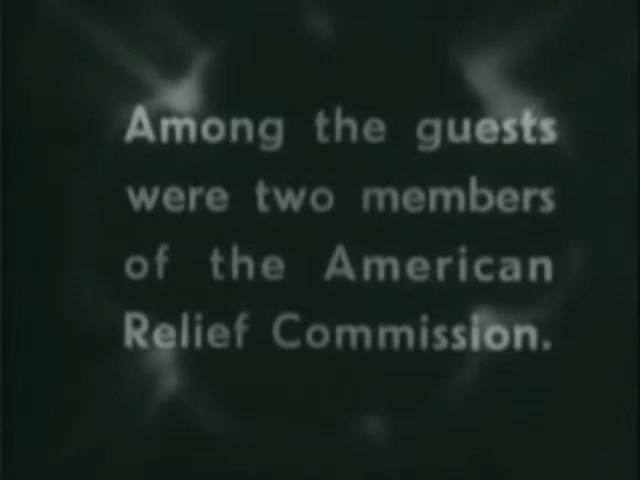 Among the guests
were two members
of the American
Relief Commission.